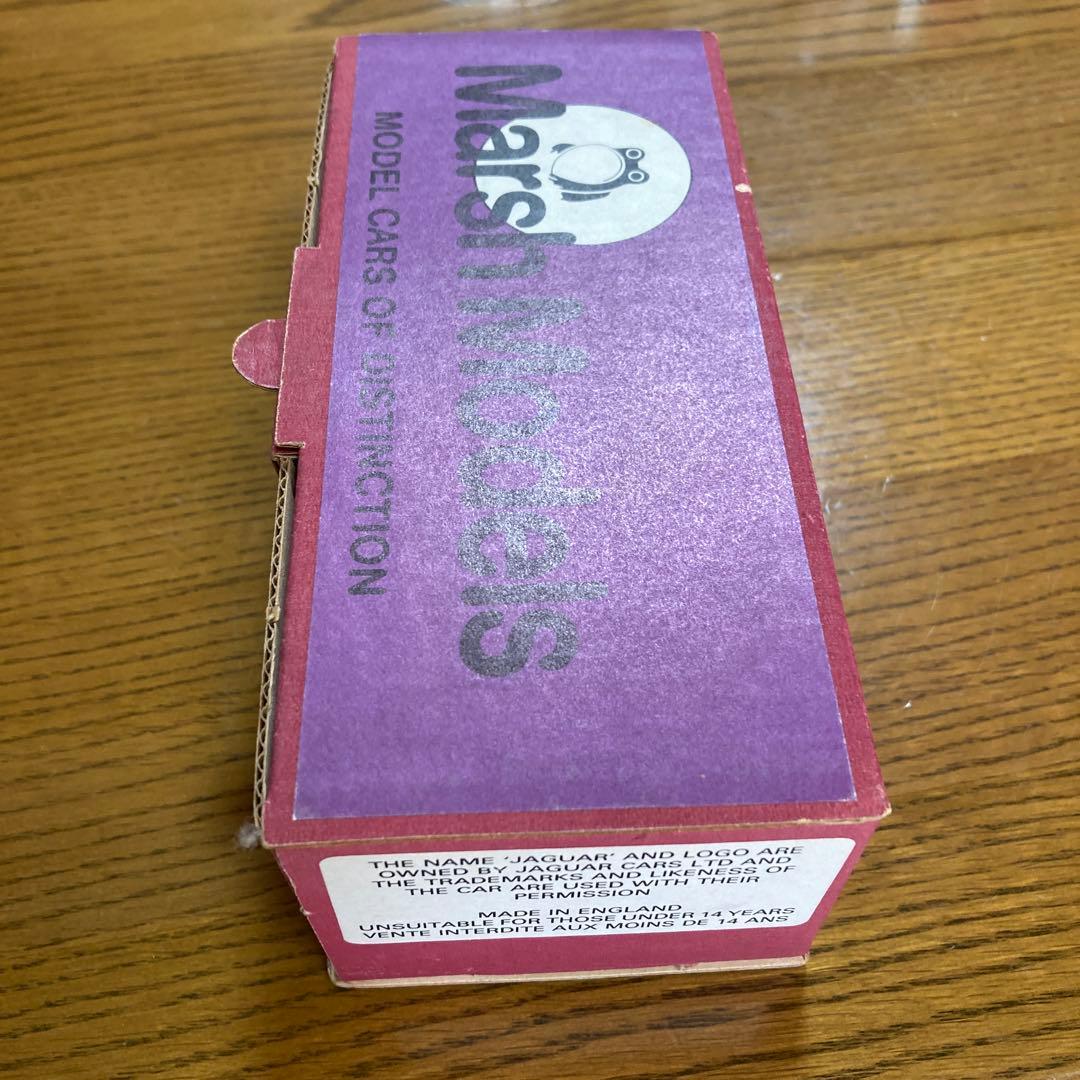 Marsh Models
MODEL CARS OF DISTINCTION
THE NAME 'JAGUAR' AND LOGO ARE
OWNED BY JAGUAR CARS LTD AND
THE TRADEMARKS AND LIKENESS OF
THE CAR ARE USED WITH THEIR
PERMISSION
MADE IN ENGLAND
UNSUITABLE FOR THOSE UNDER 14 YEARS
VENTE INTERDITE AUX MOINS DE 14 ANS